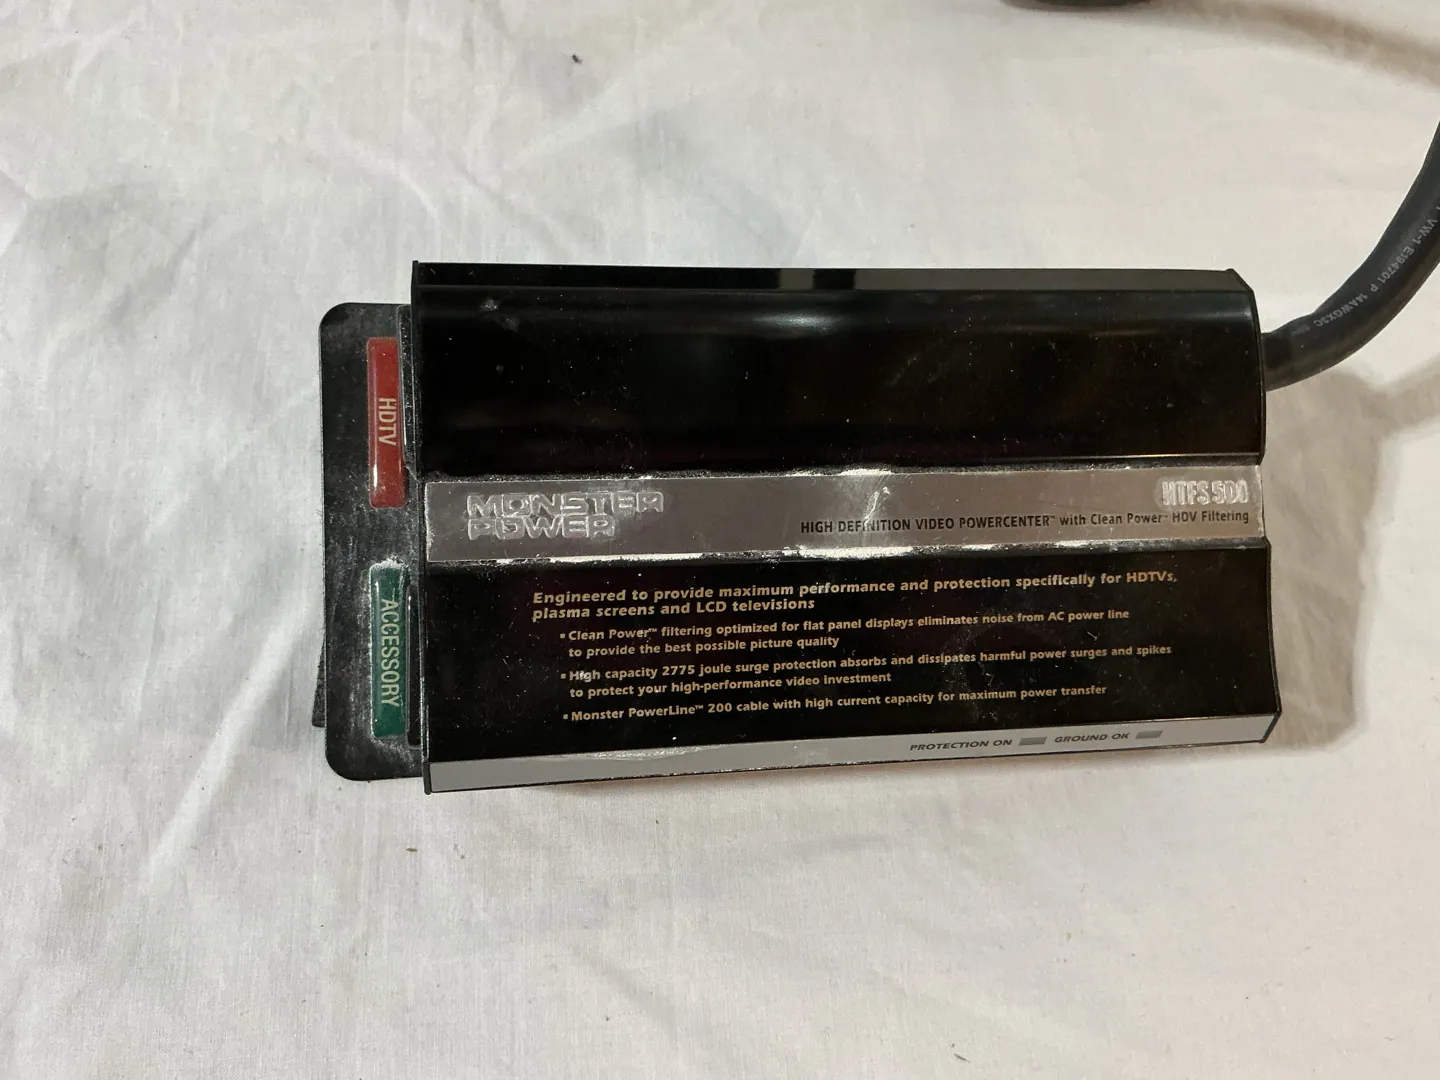 HDTV
MONSTER
POWER
HTFS 500
HIGH DEFINITION VIDEO POWERCENTER™ with Clean Power™ HDV Filtering
Engineered to provide maximum performance and protection specifically for HDTVs,
plasma screens and LCD televisions
▪ Clean Power™ filtering optimized for flat panel displays eliminates noise from AC power line
to provide the best possible picture quality
▪ High capacity 2775 joule surge protection absorbs and dissipates harmful power surges and spikes
to protect your high-performance video investment
▪ Monster PowerLine™ 200 cable with high current capacity for maximum power transfer
PROTECTION ON GROUND OK
ACCESSORY
VW-1 E194701 P 14AWGX3C